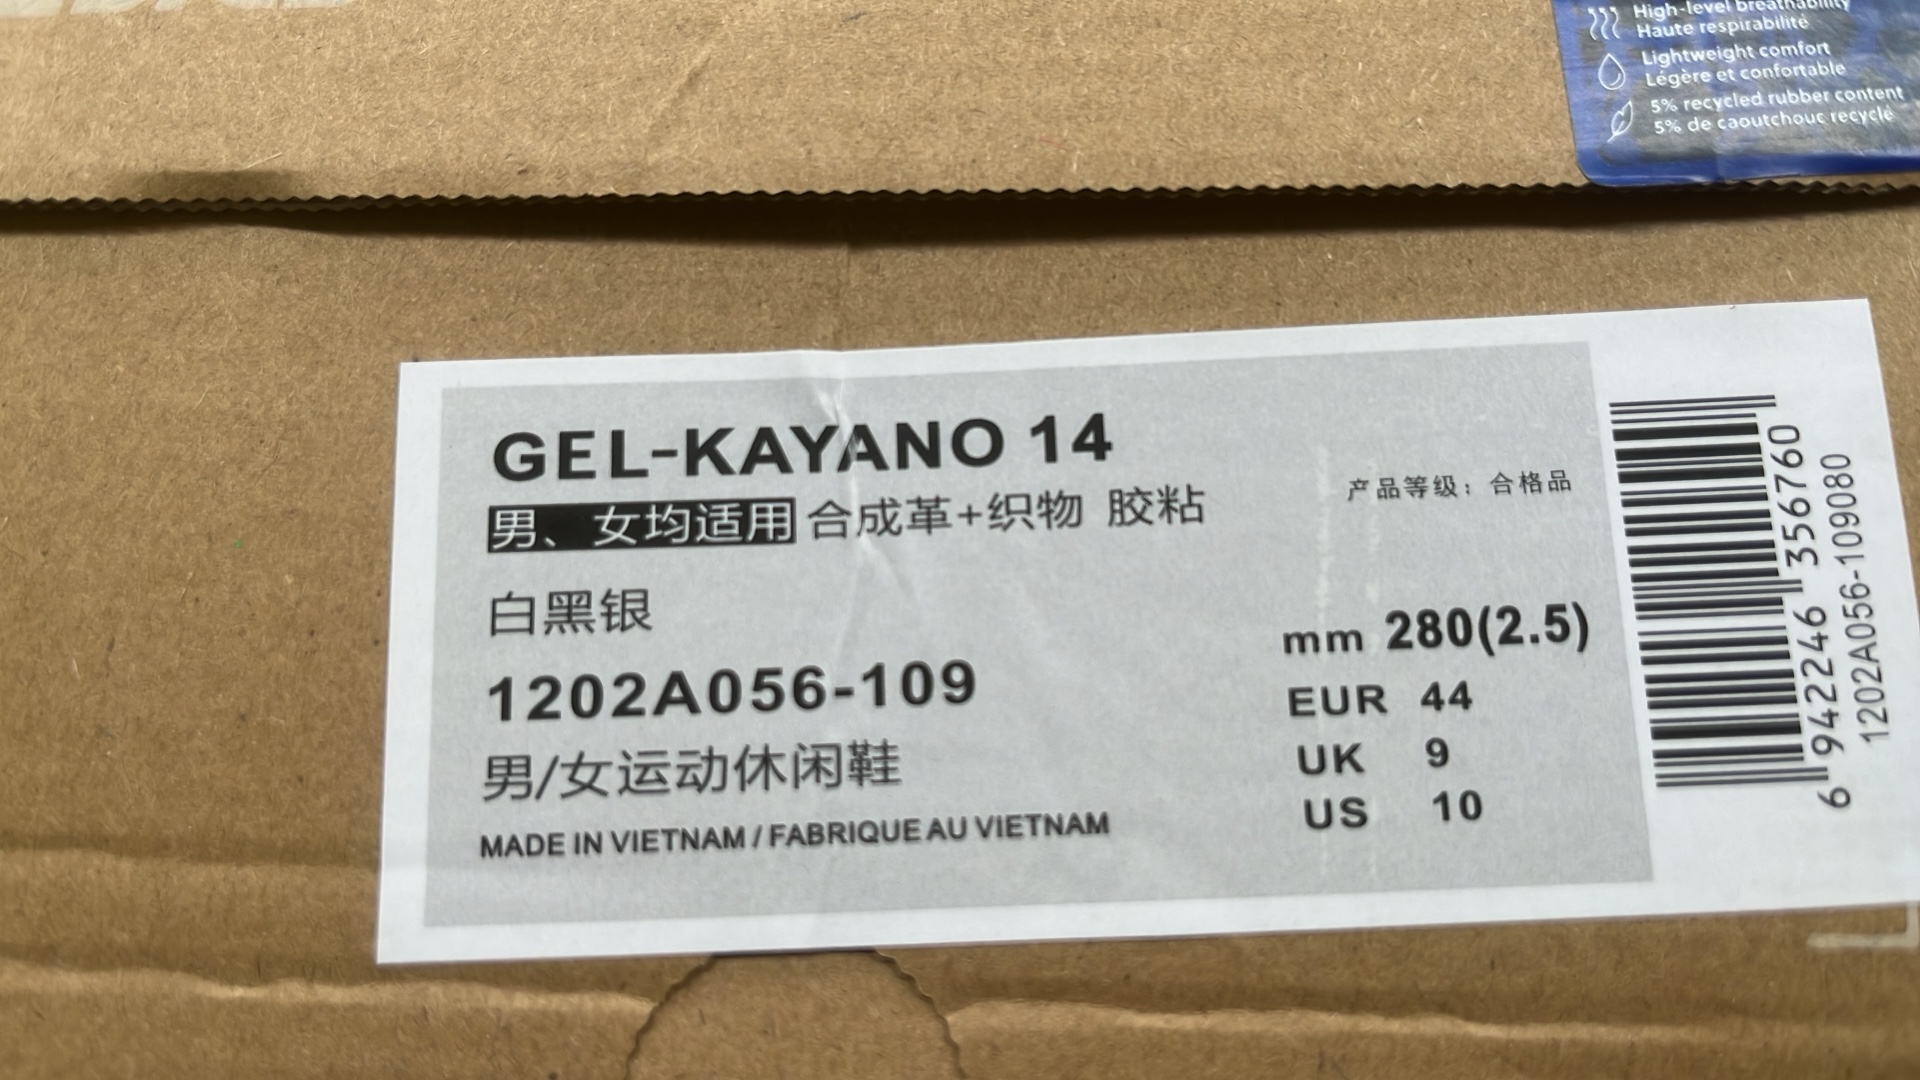 High-level breathability
Haute respirabilité
Lightweight comfort
Légère et confortable
5% recycled rubber content
5% de caoutchouc recyclé
GEL-KAYANO 14
男、女均适用 合成革+织物 胶粘
产品等级：合格品
白黑银
1202A056-109
男/女运动休闲鞋
MADE IN VIETNAM / FABRIQUE AU VIETNAM
mm 280(2.5)
EUR 44
UK 9
US 10
6 942246 356760
1202A056-109080